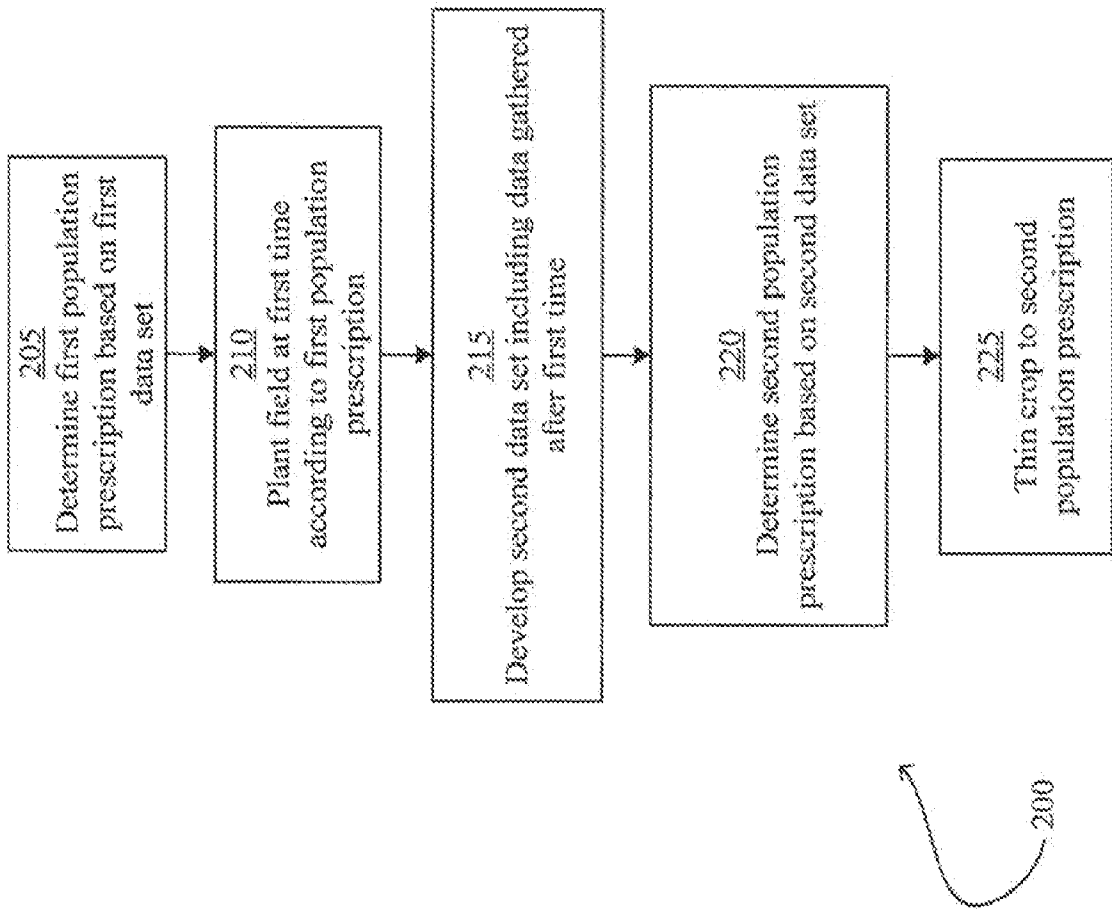 205
Determine first population
prescription based on first
data set
210
Plant field at first time
according to first population
prescription
215
Develop second data set including data gathered
after first time
220
Determine second population
prescription based on second data set
225
Thin crop to second
population prescription
200